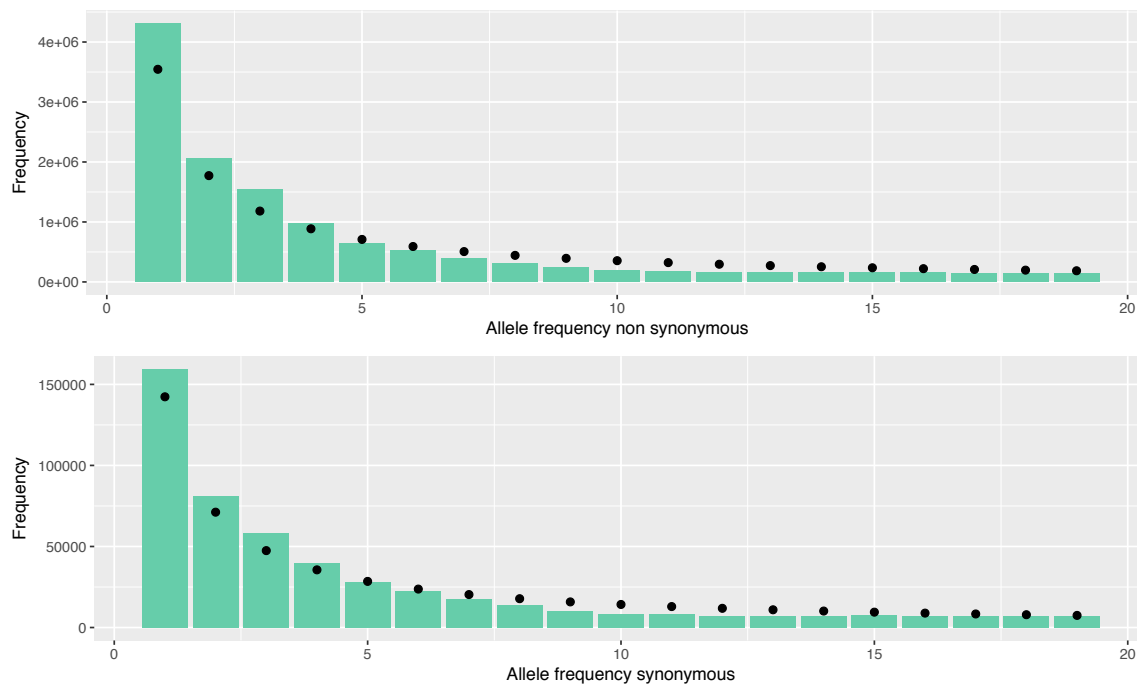 4e+06
3e+06
2e+06
1e+06
0e+00
Frequency
0 5 10 15 20
Allele frequency non synonymous
150000
100000
50000
0
Frequency
0 5 10 15 20
Allele frequency synonymous